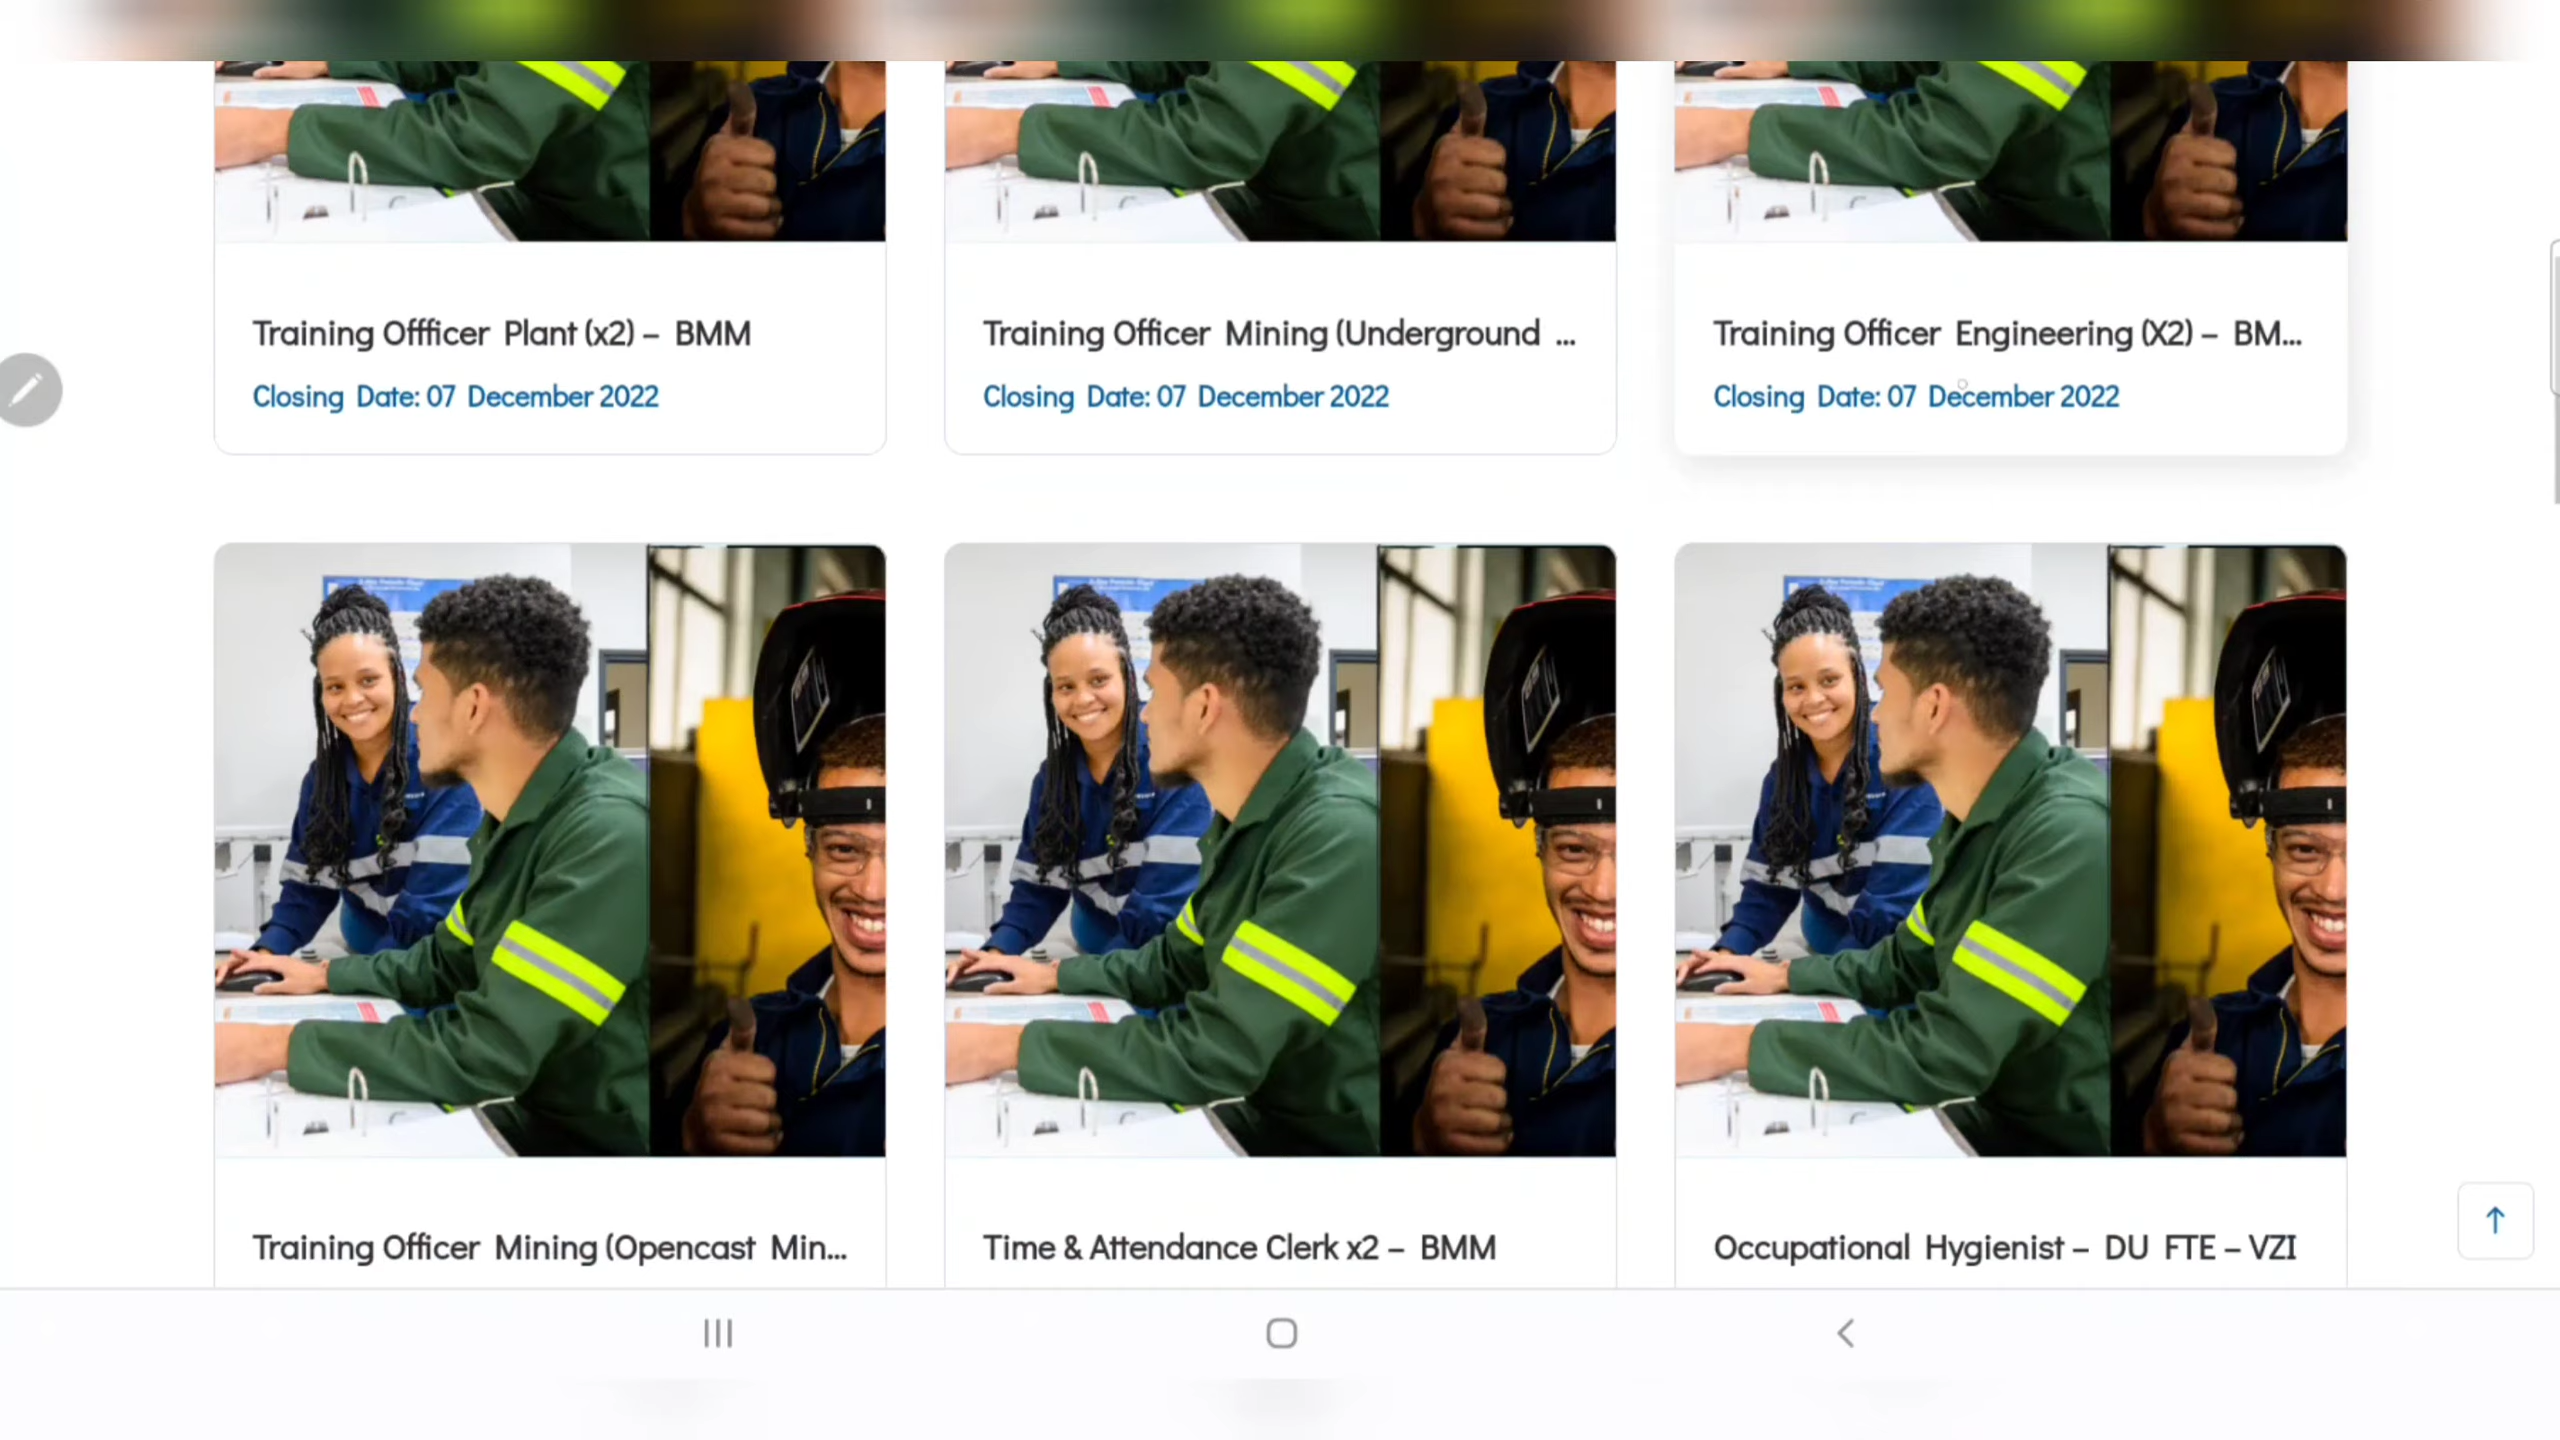 Training Offficer Plant (x2) – BMM
Closing Date: 07 December 2022
Training Officer Mining (Underground ...
Closing Date: 07 December 2022
Training Officer Engineering (X2) – BM...
Closing Date: 07 December 2022
Training Officer Mining (Opencast Min...
Time & Attendance Clerk x2 – BMM
Occupational Hygienist – DU FTE – VZI